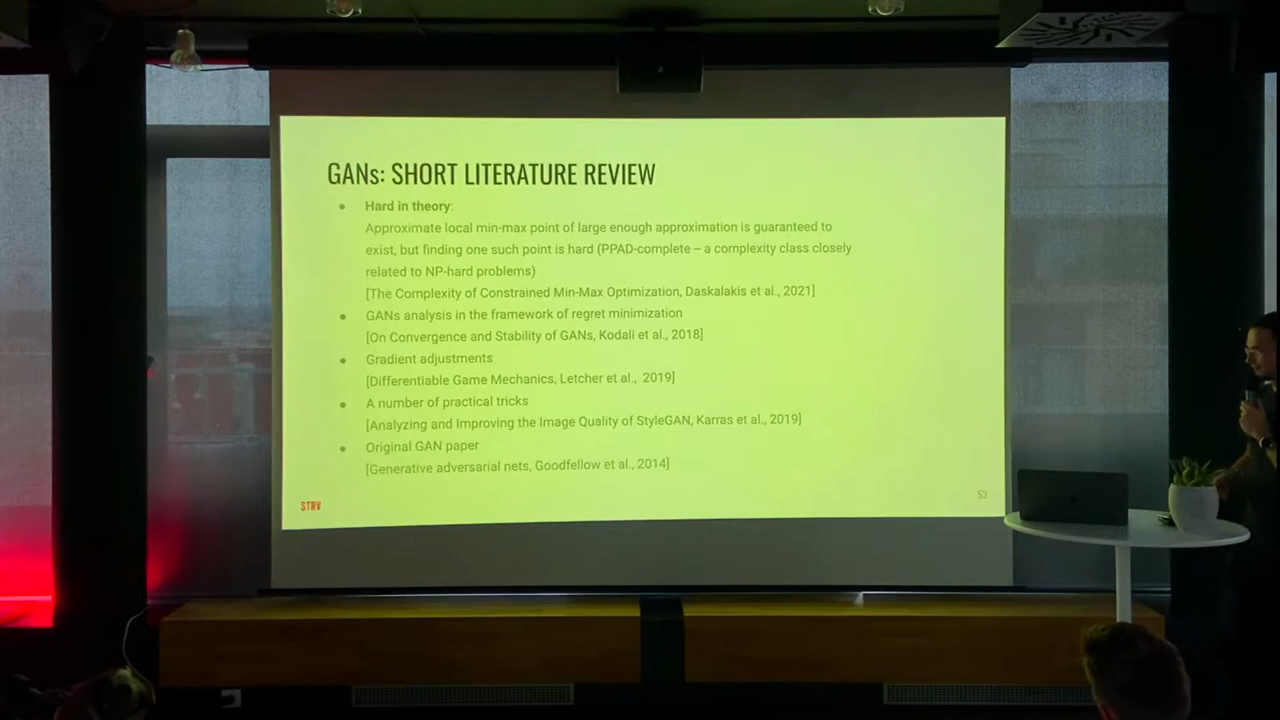 GANs: SHORT LITERATURE REVIEW
• Hard in theory:
Approximate local min-max point of large enough approximation is guaranteed to
exist, but finding one such point is hard (PPAD-complete – a complexity class closely
related to NP-hard problems)
[The Complexity of Constrained Min-Max Optimization, Daskalakis et al., 2021]
• GANs analysis in the framework of regret minimization
[On Convergence and Stability of GANs, Kodali et al., 2018]
• Gradient adjustments
[Differentiable Game Mechanics, Letcher et al., 2019]
• A number of practical tricks
[Analyzing and Improving the Image Quality of StyleGAN, Karras et al., 2019]
• Original GAN paper
[Generative adversarial nets, Goodfellow et al., 2014]
STRV
53